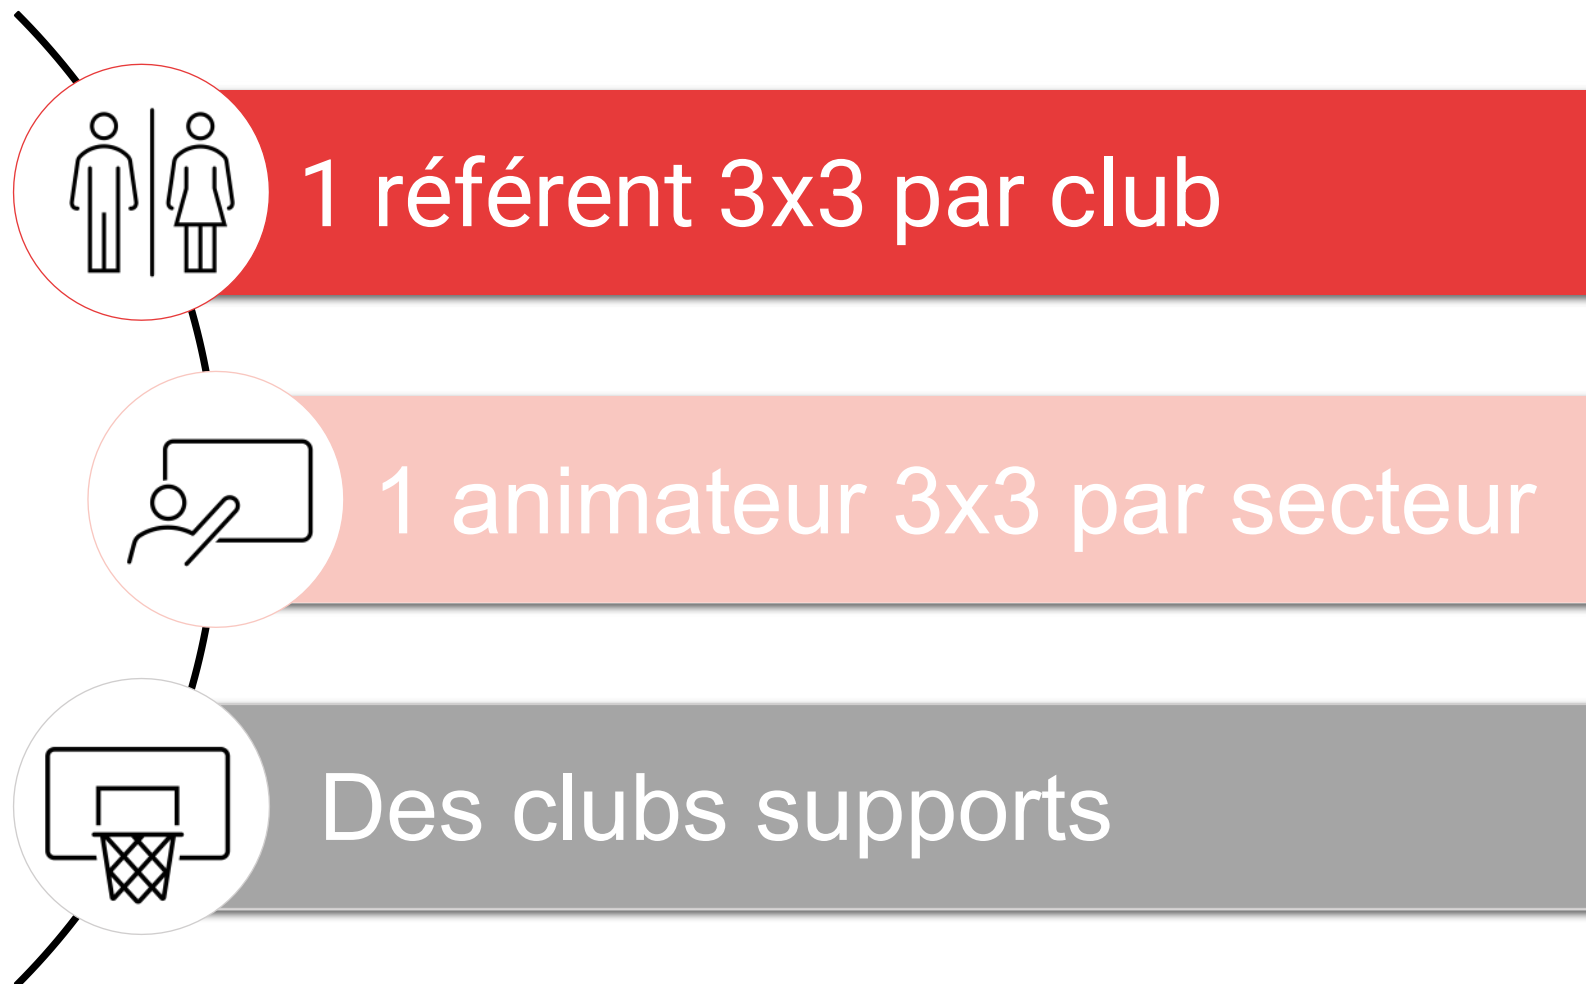 1 référent 3x3 par club
1 animateur 3x3 par secteur
Des clubs supports